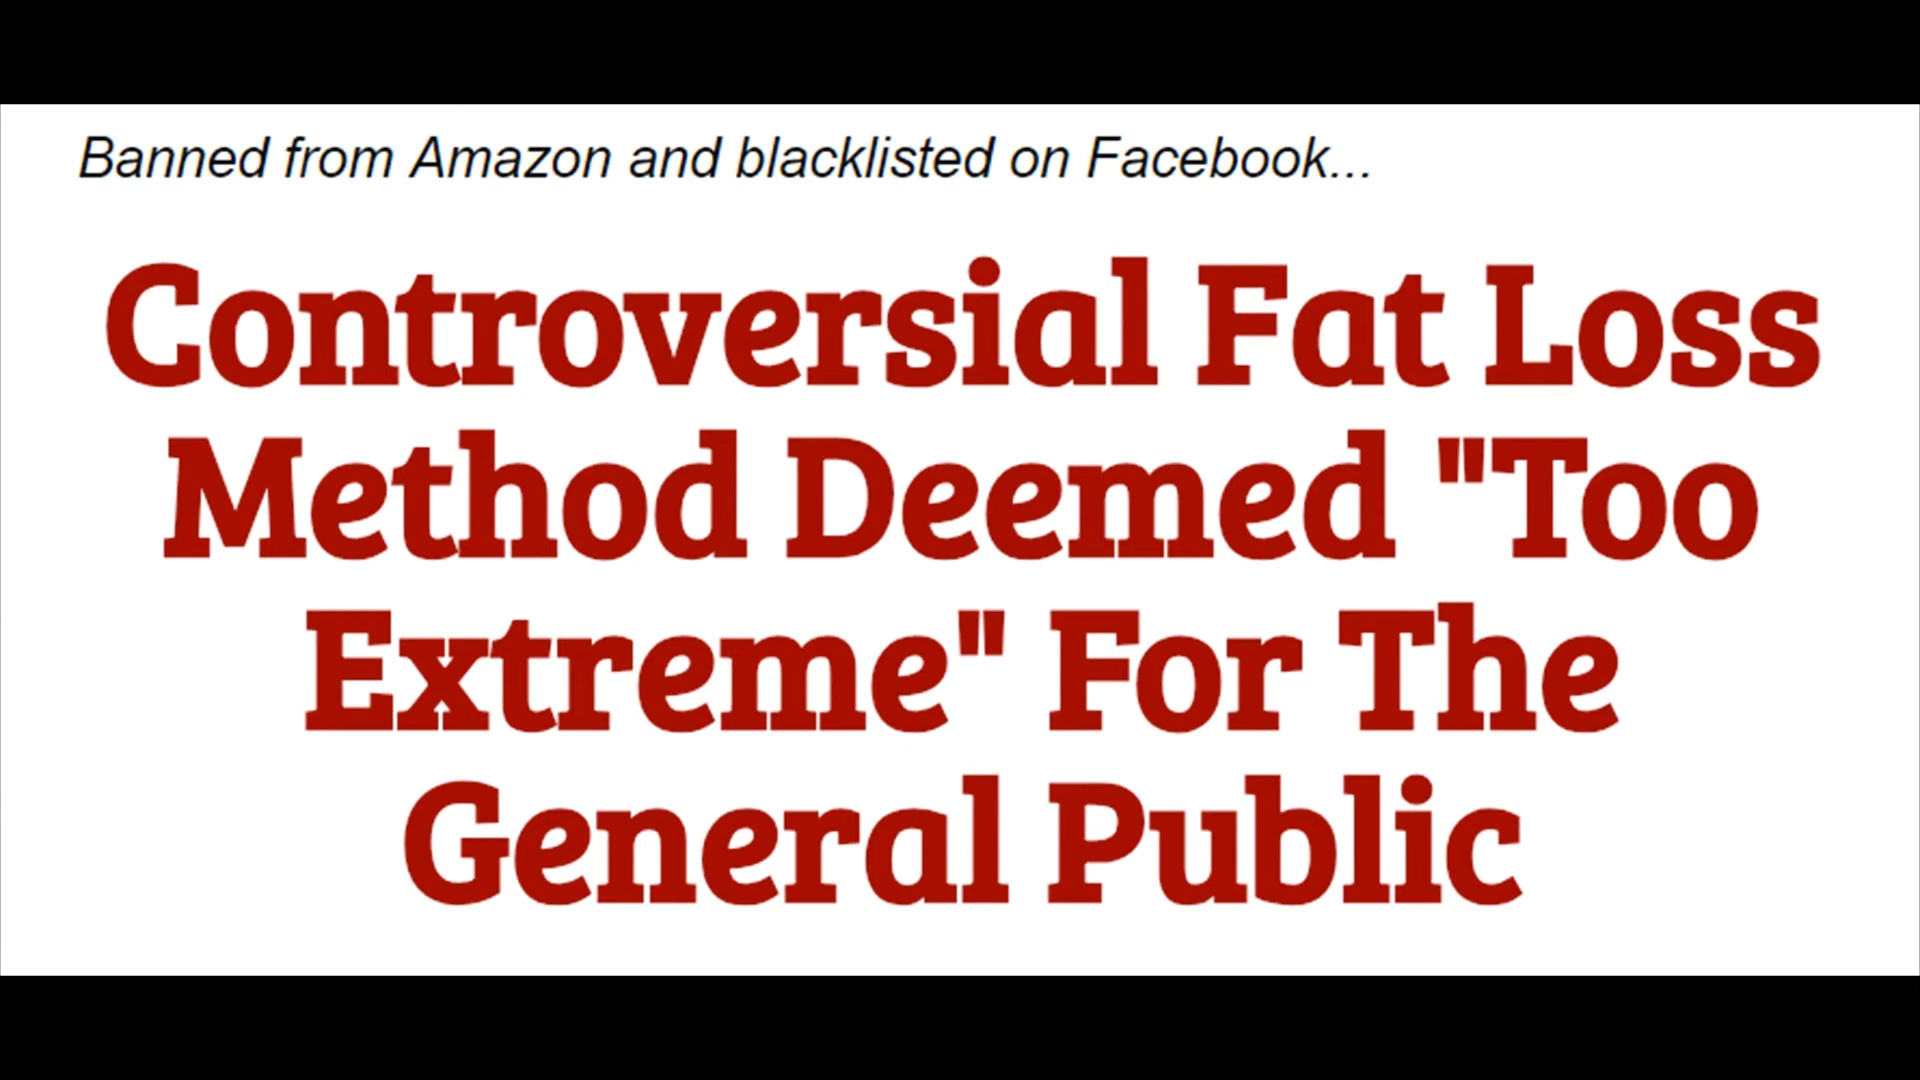 Banned from Amazon and blacklisted on Facebook...
Controversial Fat Loss
Method Deemed "Too
Extreme" For The
General Public